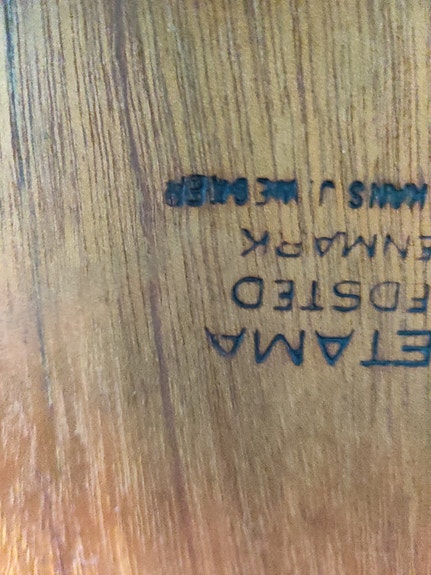 ETAMA
EDSTED
ENMARK
HANS J. WEGNER